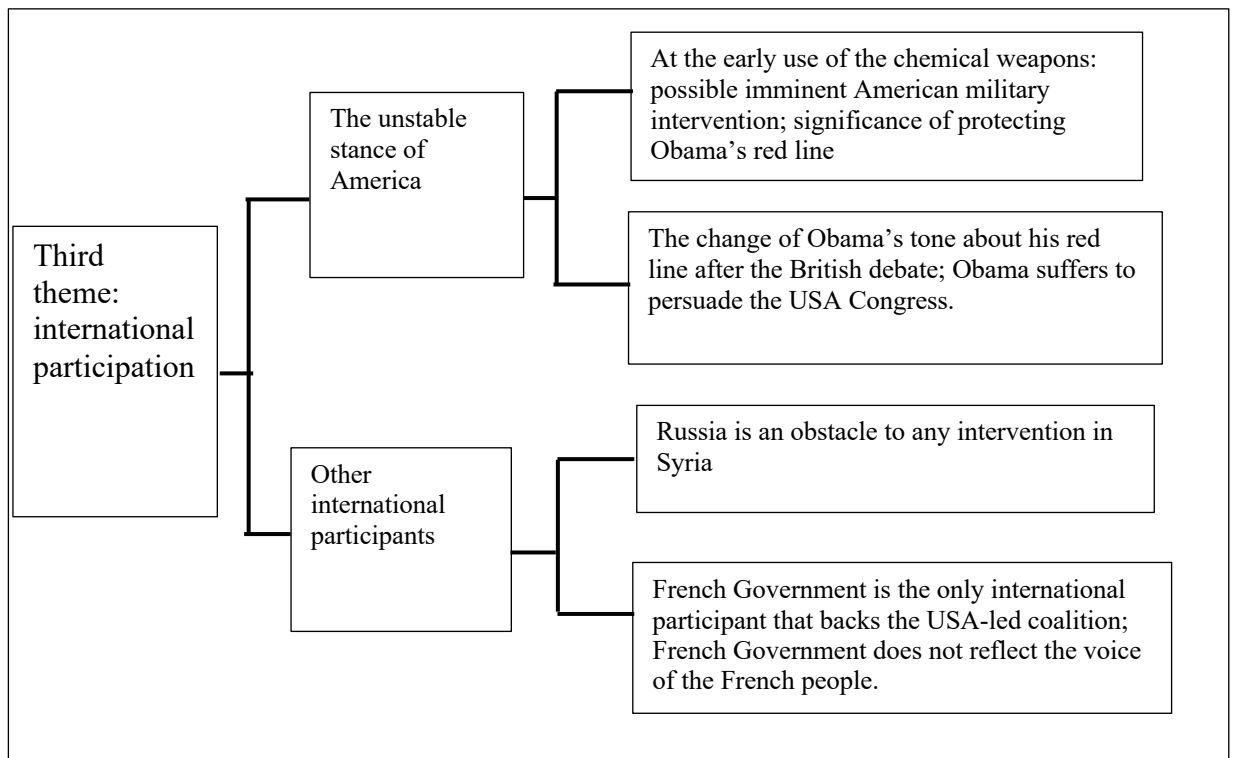 Third
theme:
international
participation
The unstable
stance of
America
At the early use of the chemical weapons:
possible imminent American military
intervention; significance of protecting
Obama’s red line
The change of Obama’s tone about his red
line after the British debate; Obama suffers to
persuade the USA Congress.
Other
international
participants
Russia is an obstacle to any intervention in
Syria
French Government is the only international
participant that backs the USA-led coalition;
French Government does not reflect the voice
of the French people.